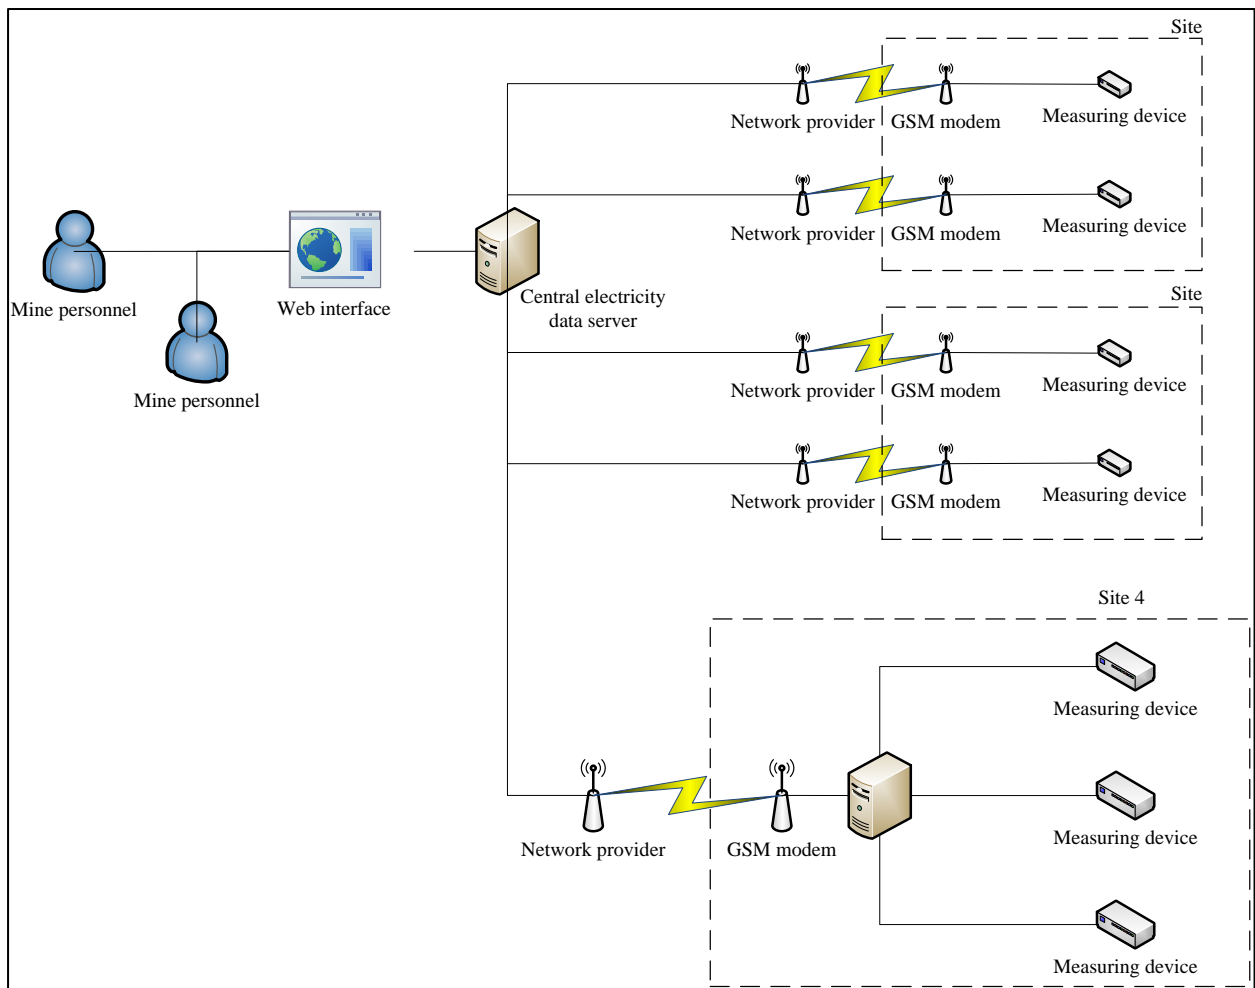 Site
Network provider
GSM modem
Measuring device
Network provider
GSM modem
Measuring device
Mine personnel
Web interface
Central electricity
data server
Mine personnel
Site
Network provider
GSM modem
Measuring device
Network provider
GSM modem
Measuring device
Site 4
Measuring device
Measuring device
Network provider
GSM modem
Measuring device